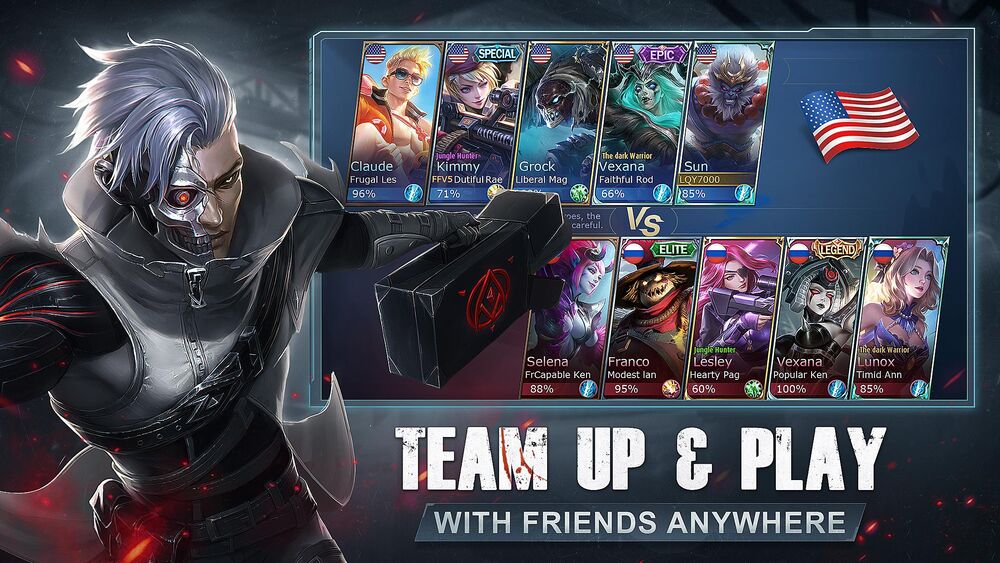 SPECIAL
EPIC
Claude
Frugal Les
96%
Jungle Hunter
Kimmy
FFV5 Dutiful Rae
71%
Grock
Liberal Mag
The dark Warrior
Vexana
Faithful Rod
66%
Sun
LQY7000
85%
oes, the
careful.
VS
ELITE
LEGEND
Selena
FrCapable Ken
88%
Franco
Modest Ian
95%
Jungle Hunter
Lesley
Hearty Pag
60%
Vexana
Popular Ken
100%
The dark Warrior
Lunox
Timid Ann
85%
TEAM UP & PLAY
WITH FRIENDS ANYWHERE